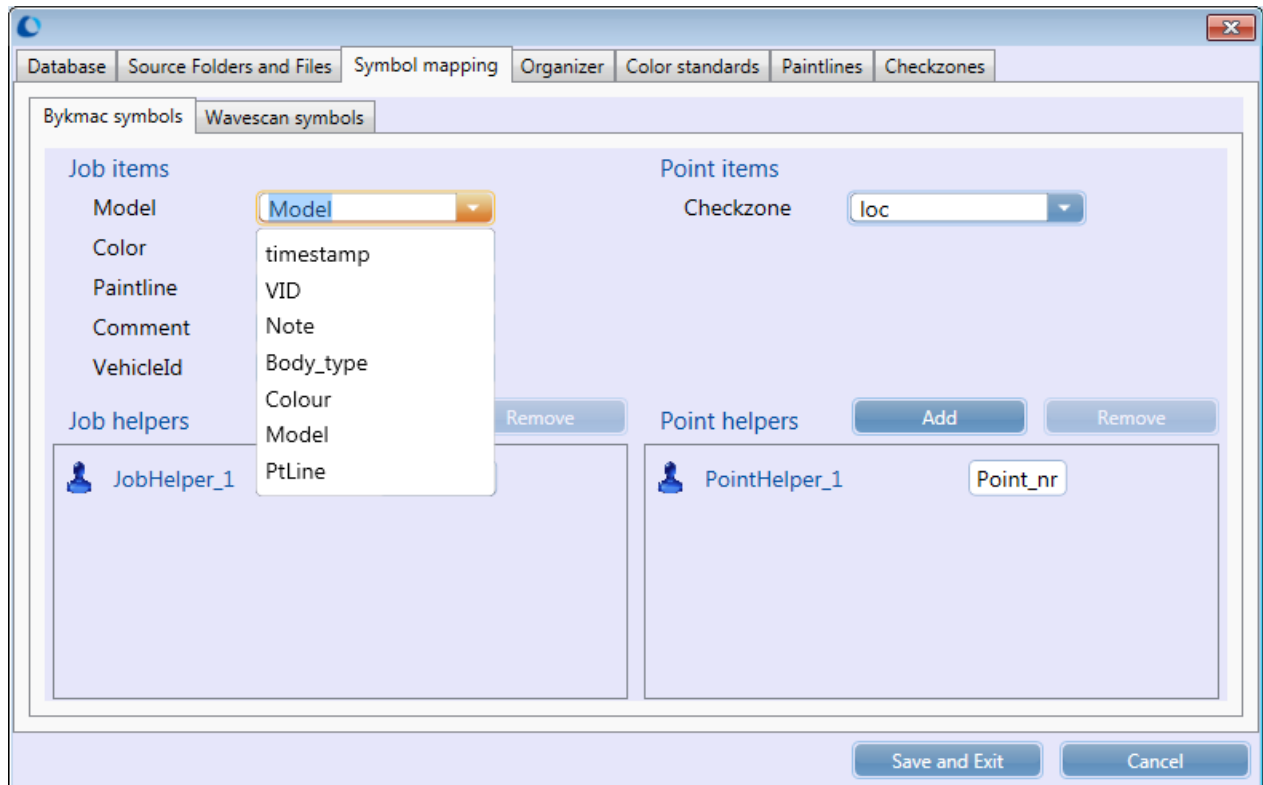 Database Source Folders and Files Symbol mapping Organizer Color standards Paintlines Checkzones
Bykmac symbols Wavescan symbols
Job items Point items
Model Model Checkzone loc
Color timestamp
Paintline VID
Comment Note
VehicleId Body_type
Colour
Job helpers Model Remove Point helpers Add Remove
JobHelper_1 PtLine PointHelper_1 Point_nr
Save and Exit Cancel